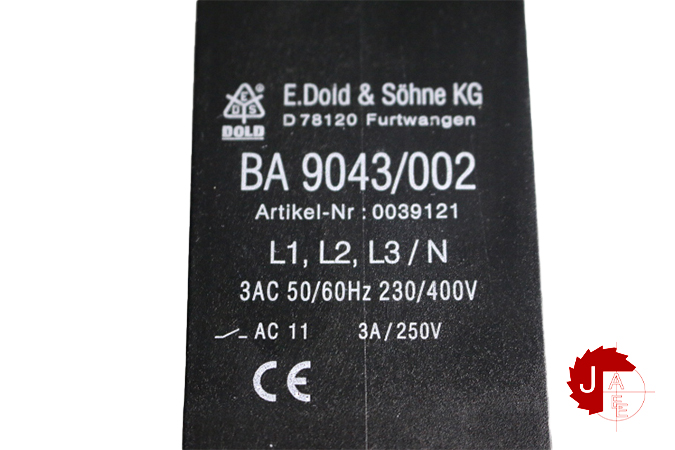 E.Dold & Söhne KG
D 78120 Furtwangen
E
D S
DOLD
BA 9043/002
Artikel-Nr : 0039121
L1, L2, L3 / N
3AC 50/60Hz 230/400V
AC 11 3A/250V
CE
J A
E E